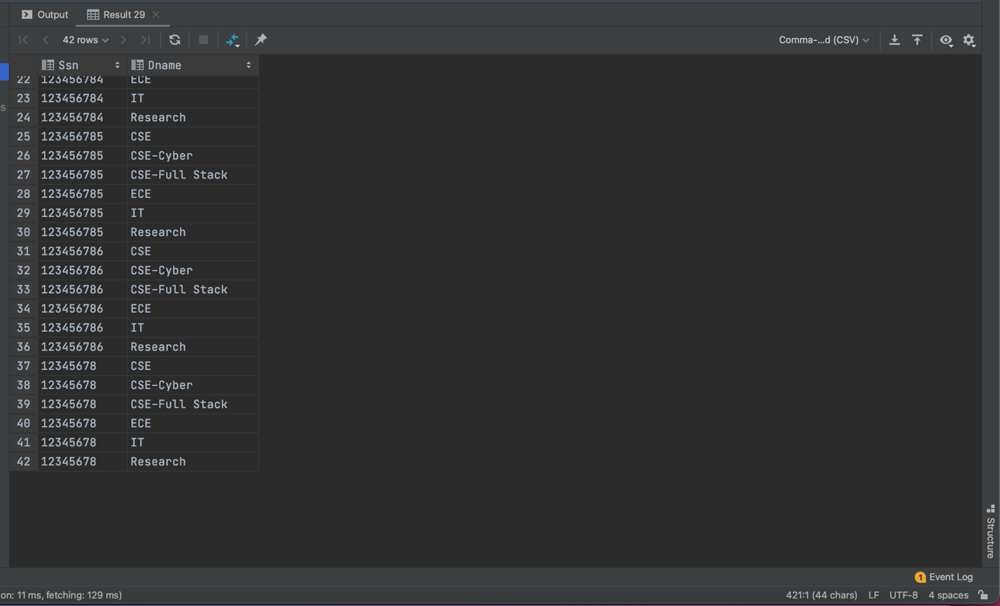 Output Result 29
42 rows Comma-...d (CSV)
Ssn Dname
22 123456784 ECE
23 123456784 IT
24 123456784 Research
25 123456785 CSE
26 123456785 CSE-Cyber
27 123456785 CSE-Full Stack
28 123456785 ECE
29 123456785 IT
30 123456785 Research
31 123456786 CSE
32 123456786 CSE-Cyber
33 123456786 CSE-Full Stack
34 123456786 ECE
35 123456786 IT
36 123456786 Research
37 12345678 CSE
38 12345678 CSE-Cyber
39 12345678 CSE-Full Stack
40 12345678 ECE
41 12345678 IT
42 12345678 Research
s
Structure
1 Event Log
on: 11 ms, fetching: 129 ms) 421:1 (44 chars) LF UTF-8 4 spaces